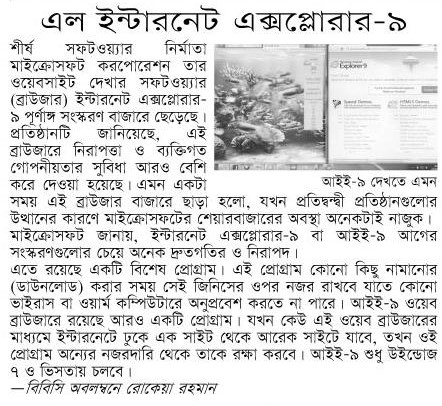 এল ইন্টারনেট এক্সপ্লোরার-৯
শীর্ষ সফটওয়্যার নির্মাতা
মাইক্রোসফট করপোরেশন তার
ওয়েবসাইট দেখার সফটওয়্যার
(ব্রাউজার) ইন্টারনেট এক্সপ্লোরার-
৯ পূর্ণাঙ্গ সংস্করণ বাজারে ছেড়েছে।
প্রতিষ্ঠানটি জানিয়েছে, এই
ব্রাউজারে নিরাপত্তা ও ব্যক্তিগত
গোপনীয়তার সুবিধা আরও বেশি
করে দেওয়া হয়েছে। এমন একটা
Explorer9
আইই-৯ দেখতে এমন
সময় এই ব্রাউজার বাজারে ছাড়া হলো, যখন প্রতিদ্বন্দ্বী প্রতিষ্ঠানগুলোর
উত্থানের কারণে মাইক্রোসফটের শেয়ারবাজারের অবস্থা অনেকটাই নাজুক।
মাইক্রোসফট জানায়, ইন্টারনেট এক্সপ্লোরার-৯ বা আইই-৯ আগের
সংস্করণগুলোর চেয়ে অনেক দ্রুতগতির ও নিরাপদ।
এতে রয়েছে একটি বিশেষ প্রোগ্রাম। এই প্রোগ্রাম কোনো কিছু নামানোর
(ডাউনলোড) করার সময় সেই জিনিসের ওপর নজর রাখবে যাতে কোনো
ভাইরাস বা ওয়ার্ম কম্পিউটারে অনুপ্রবেশ করতে না পারে। আইই-৯ ওয়েব
ব্রাউজারে রয়েছে আরও একটি প্রোগ্রাম। যখন কেউ এই ওয়েব ব্রাউজারের
মাধ্যমে ইন্টারনেটে ঢুকে এক সাইট থেকে আরেক সাইটে যাবে, তখন ওই
প্রোগ্রাম অন্যের নজরদারি থেকে তাকে রক্ষা করবে। আইই-৯ শুধু উইন্ডোজ
৭ ও ভিসতায় চলবে।
—বিবিসি অবলম্বনে রোকেয়া রহমান